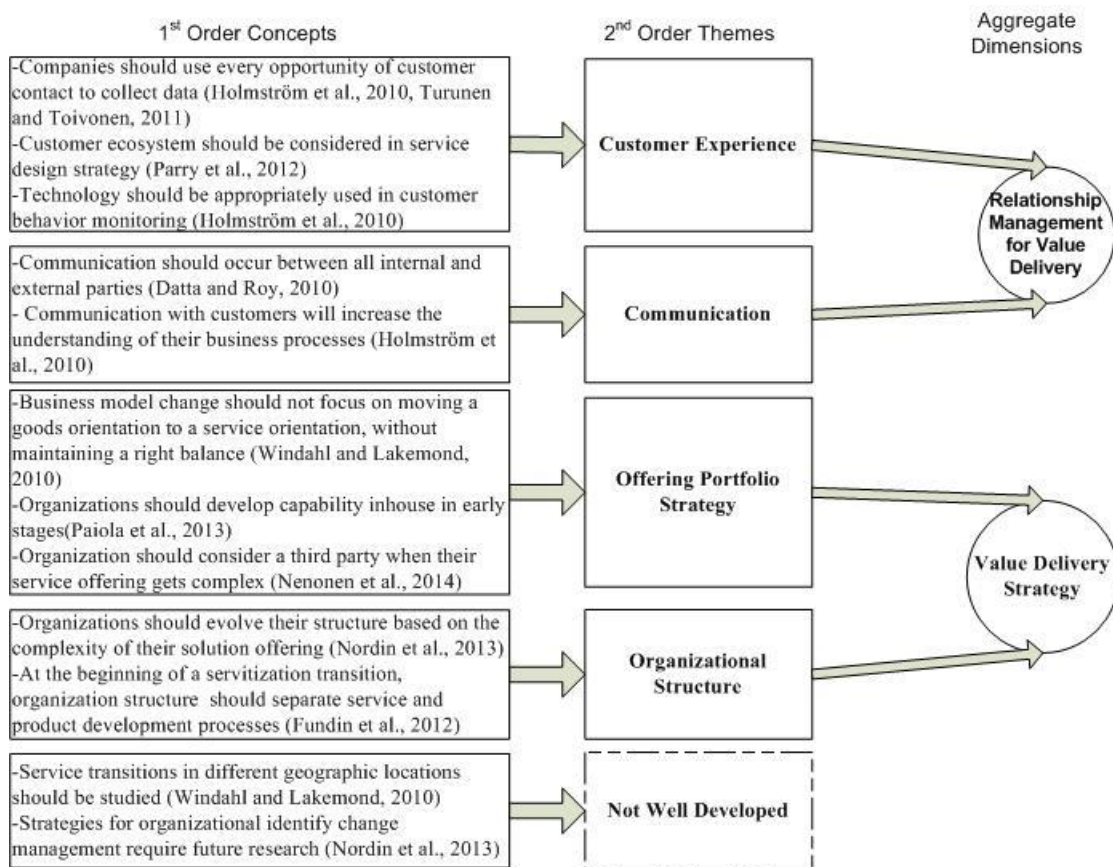 1st Order Concepts
2nd Order Themes
Aggregate
Dimensions
-Companies should use every opportunity of customer
contact to collect data (Holmström et al., 2010, Turunen
and Toivonen, 2011)
-Customer ecosystem should be considered in service
design strategy (Parry et al., 2012)
-Technology should be appropriately used in customer
behavior monitoring (Holmström et al., 2010)
Customer Experience
Relationship
Management
for Value
Delivery
-Communication should occur between all internal and
external parties (Datta and Roy, 2010)
- Communication with customers will increase the
understanding of their business processes (Holmström et
al., 2010)
Communication
-Business model change should not focus on moving a
goods orientation to a service orientation, without
maintaining a right balance (Windahl and Lakemond,
2010)
-Organizations should develop capability inhouse in early
stages(Paiola et al., 2013)
-Organization should consider a third party when their
service offering gets complex (Nenonen et al., 2014)
Offering Portfolio
Strategy
Value Delivery
Strategy
-Organizations should evolve their structure based on the
complexity of their solution offering (Nordin et al., 2013)
-At the beginning of a servitization transition,
organization structure  should separate service and
product development processes (Fundin et al., 2012)
Organizational
Structure
-Service transitions in different geographic locations
should be studied (Windahl and Lakemond, 2010)
-Strategies for organizational identify change
management require future research (Nordin et al., 2013)
Not Well Developed